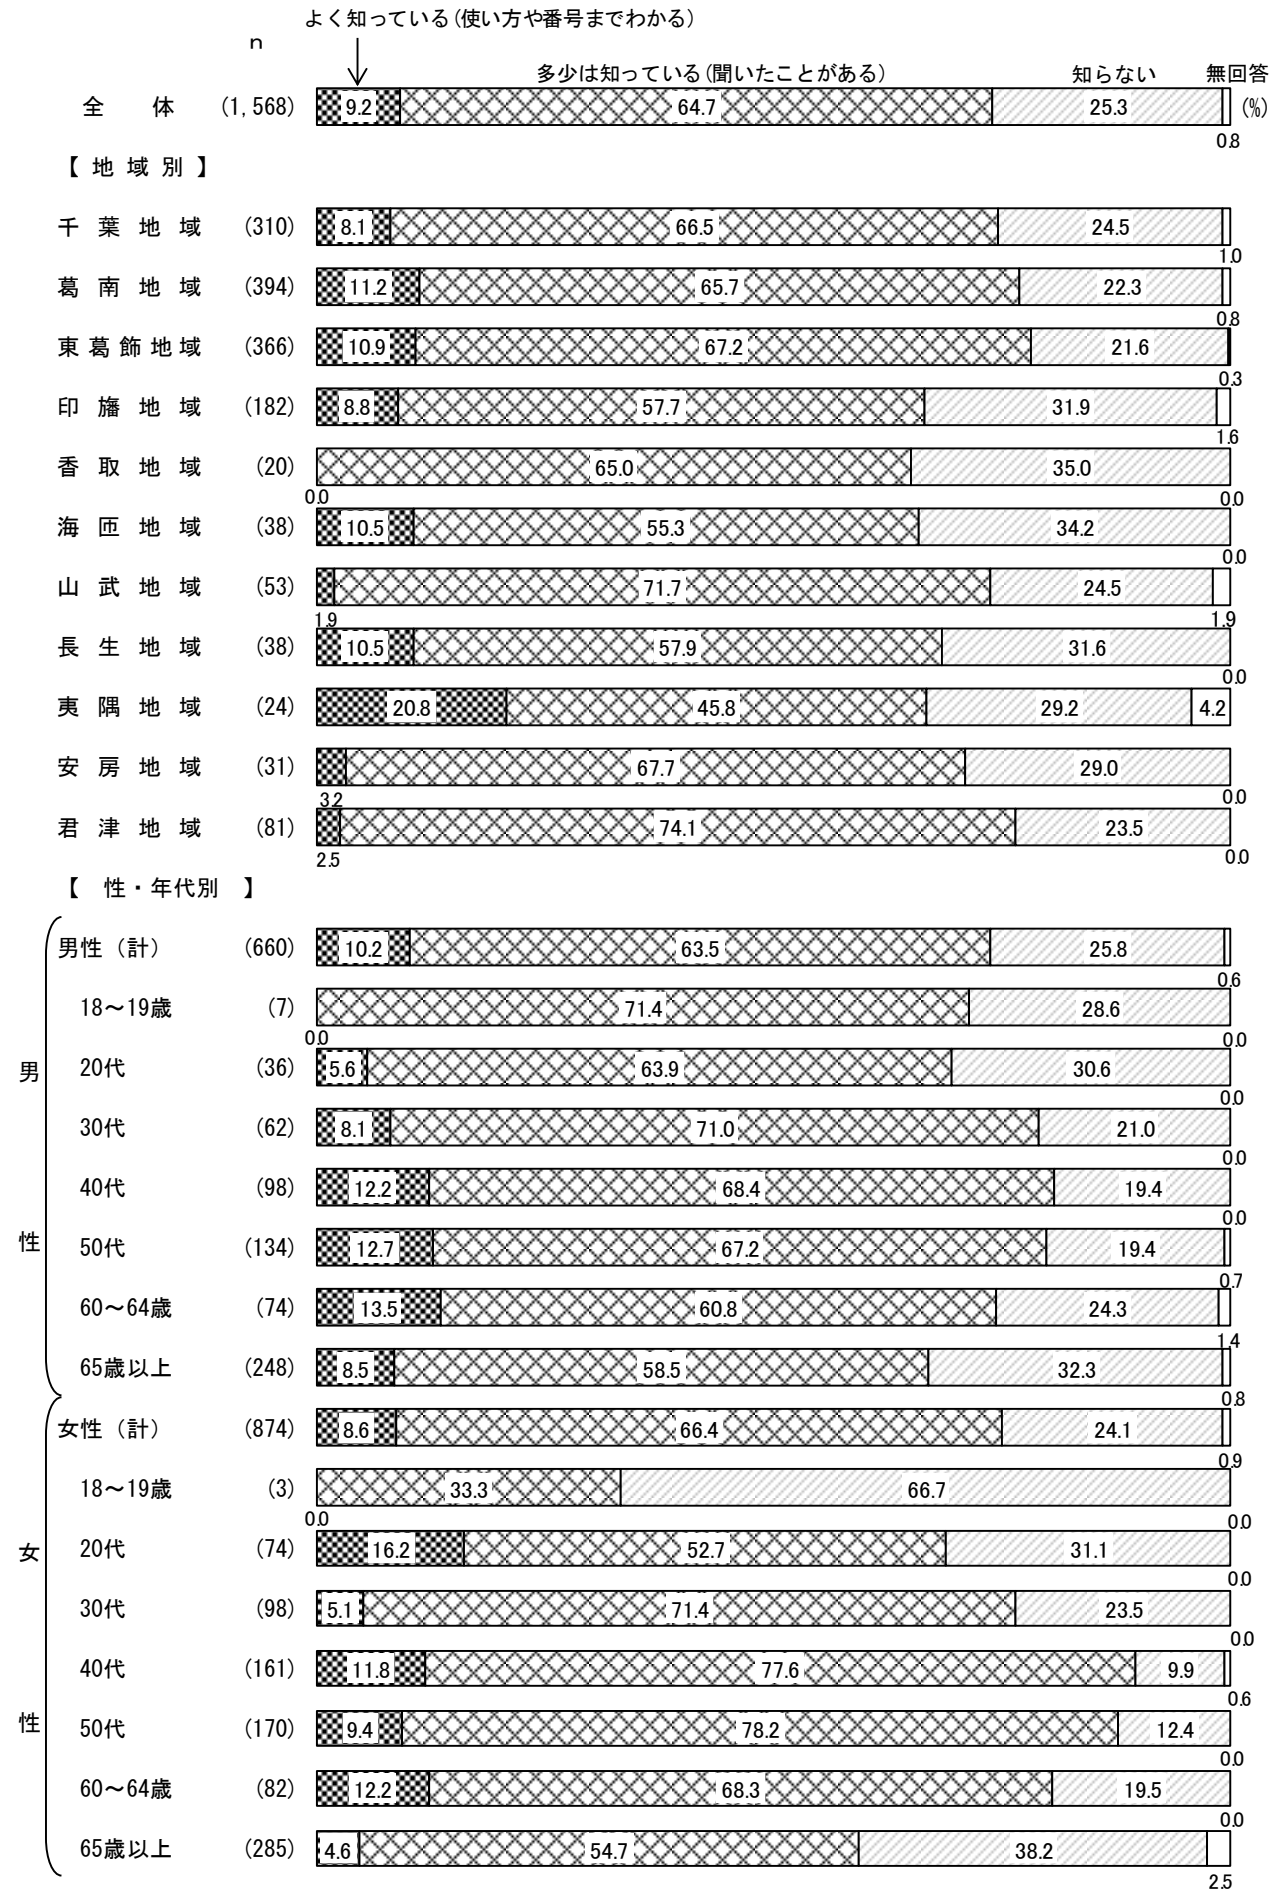 よく知っている(使い方や番号までわかる)
n
多少は知っている(聞いたことがある) 知らない 無回答
全体 (1,568) 9.2 64.7 25.3 (%)
0.8
【地域別】
千葉地域 (310) 8.1 66.5 24.5
1.0
葛南地域 (394) 11.2 65.7 22.3
0.8
東葛飾地域 (366) 10.9 67.2 21.6
0.3
印旛地域 (182) 8.8 57.7 31.9
1.6
香取地域 (20) 65.0 35.0
0.0 0.0
海匝地域 (38) 10.5 55.3 34.2
0.0
山武地域 (53) 71.7 24.5
1.9 1.9
長生地域 (38) 10.5 57.9 31.6
0.0
夷隅地域 (24) 20.8 45.8 29.2 4.2
安房地域 (31) 67.7 29.0
3.2 0.0
君津地域 (81) 74.1 23.5
2.5 0.0
【性・年代別】
男性
男性(計) (660) 10.2 63.5 25.8
0.6
18～19歳 (7) 71.4 28.6
0.0 0.0
20代 (36) 5.6 63.9 30.6
0.0
30代 (62) 8.1 71.0 21.0
0.0
40代 (98) 12.2 68.4 19.4
0.0
50代 (134) 12.7 67.2 19.4
0.7
60～64歳 (74) 13.5 60.8 24.3
1.4
65歳以上 (248) 8.5 58.5 32.3
0.8
女性
女性(計) (874) 8.6 66.4 24.1
0.9
18～19歳 (3) 33.3 66.7
0.0 0.0
20代 (74) 16.2 52.7 31.1
0.0
30代 (98) 5.1 71.4 23.5
0.0
40代 (161) 11.8 77.6 9.9
0.6
50代 (170) 9.4 78.2 12.4
0.0
60～64歳 (82) 12.2 68.3 19.5
0.0
65歳以上 (285) 4.6 54.7 38.2
2.5